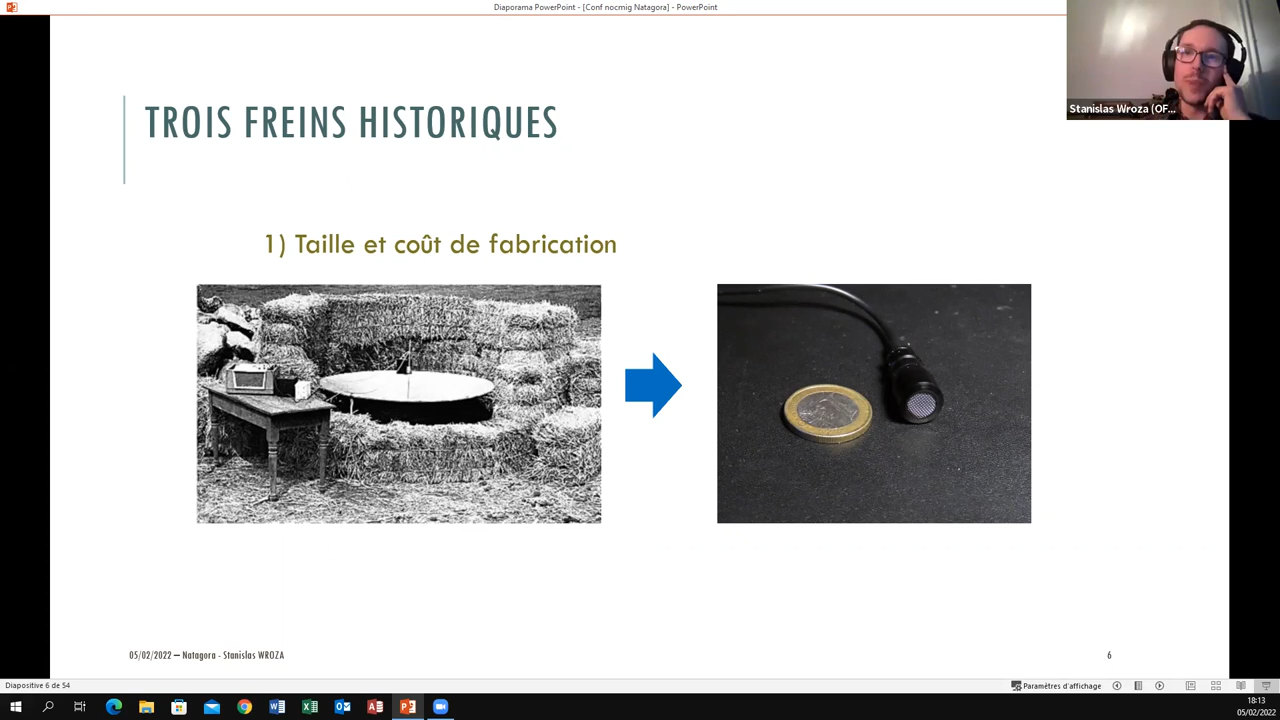 Diaporama PowerPoint - [Conf nocmig Natagora] - PowerPoint
Stanislas Wroza (OF...
TROIS FREINS HISTORIQUES
1) Taille et coût de fabrication
05/02/2022 – Natagora - Stanislas WROZA
6
Diapositive 6 de 54
Paramètres d'affichage
18:13
05/02/2022